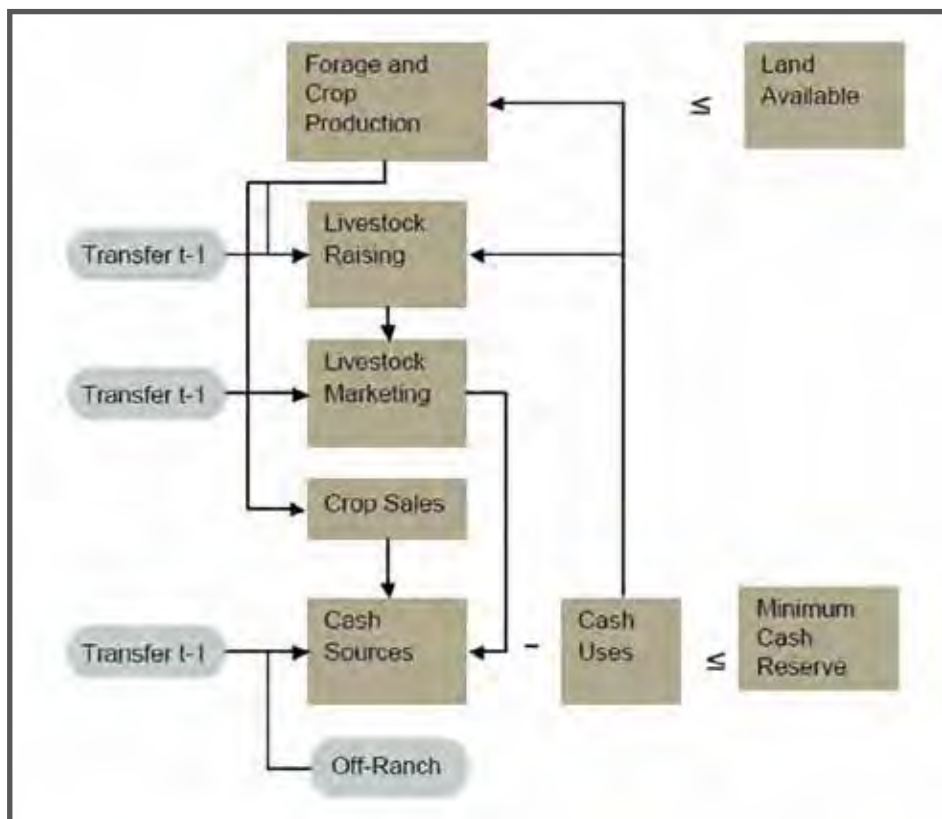 Forage and
Crop
Production
≤
Land
Available
Transfer t-1
Livestock
Raising
Transfer t-1
Livestock
Marketing
Crop Sales
Transfer t-1
Cash
Sources
–
Cash
Uses
≤
Minimum
Cash
Reserve
Off-Ranch